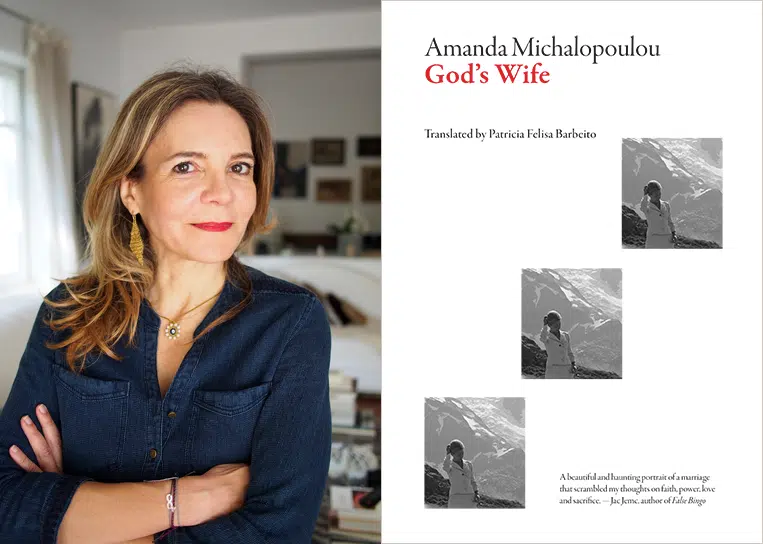 Amanda Michalopoulou
God's Wife
Translated by Patricia Felisa Barbeito
A beautiful and haunting portrait of a marriage
that scrambled my thoughts on faith, power, love
and sacrifice. — Jac Jemc, author of False Bingo